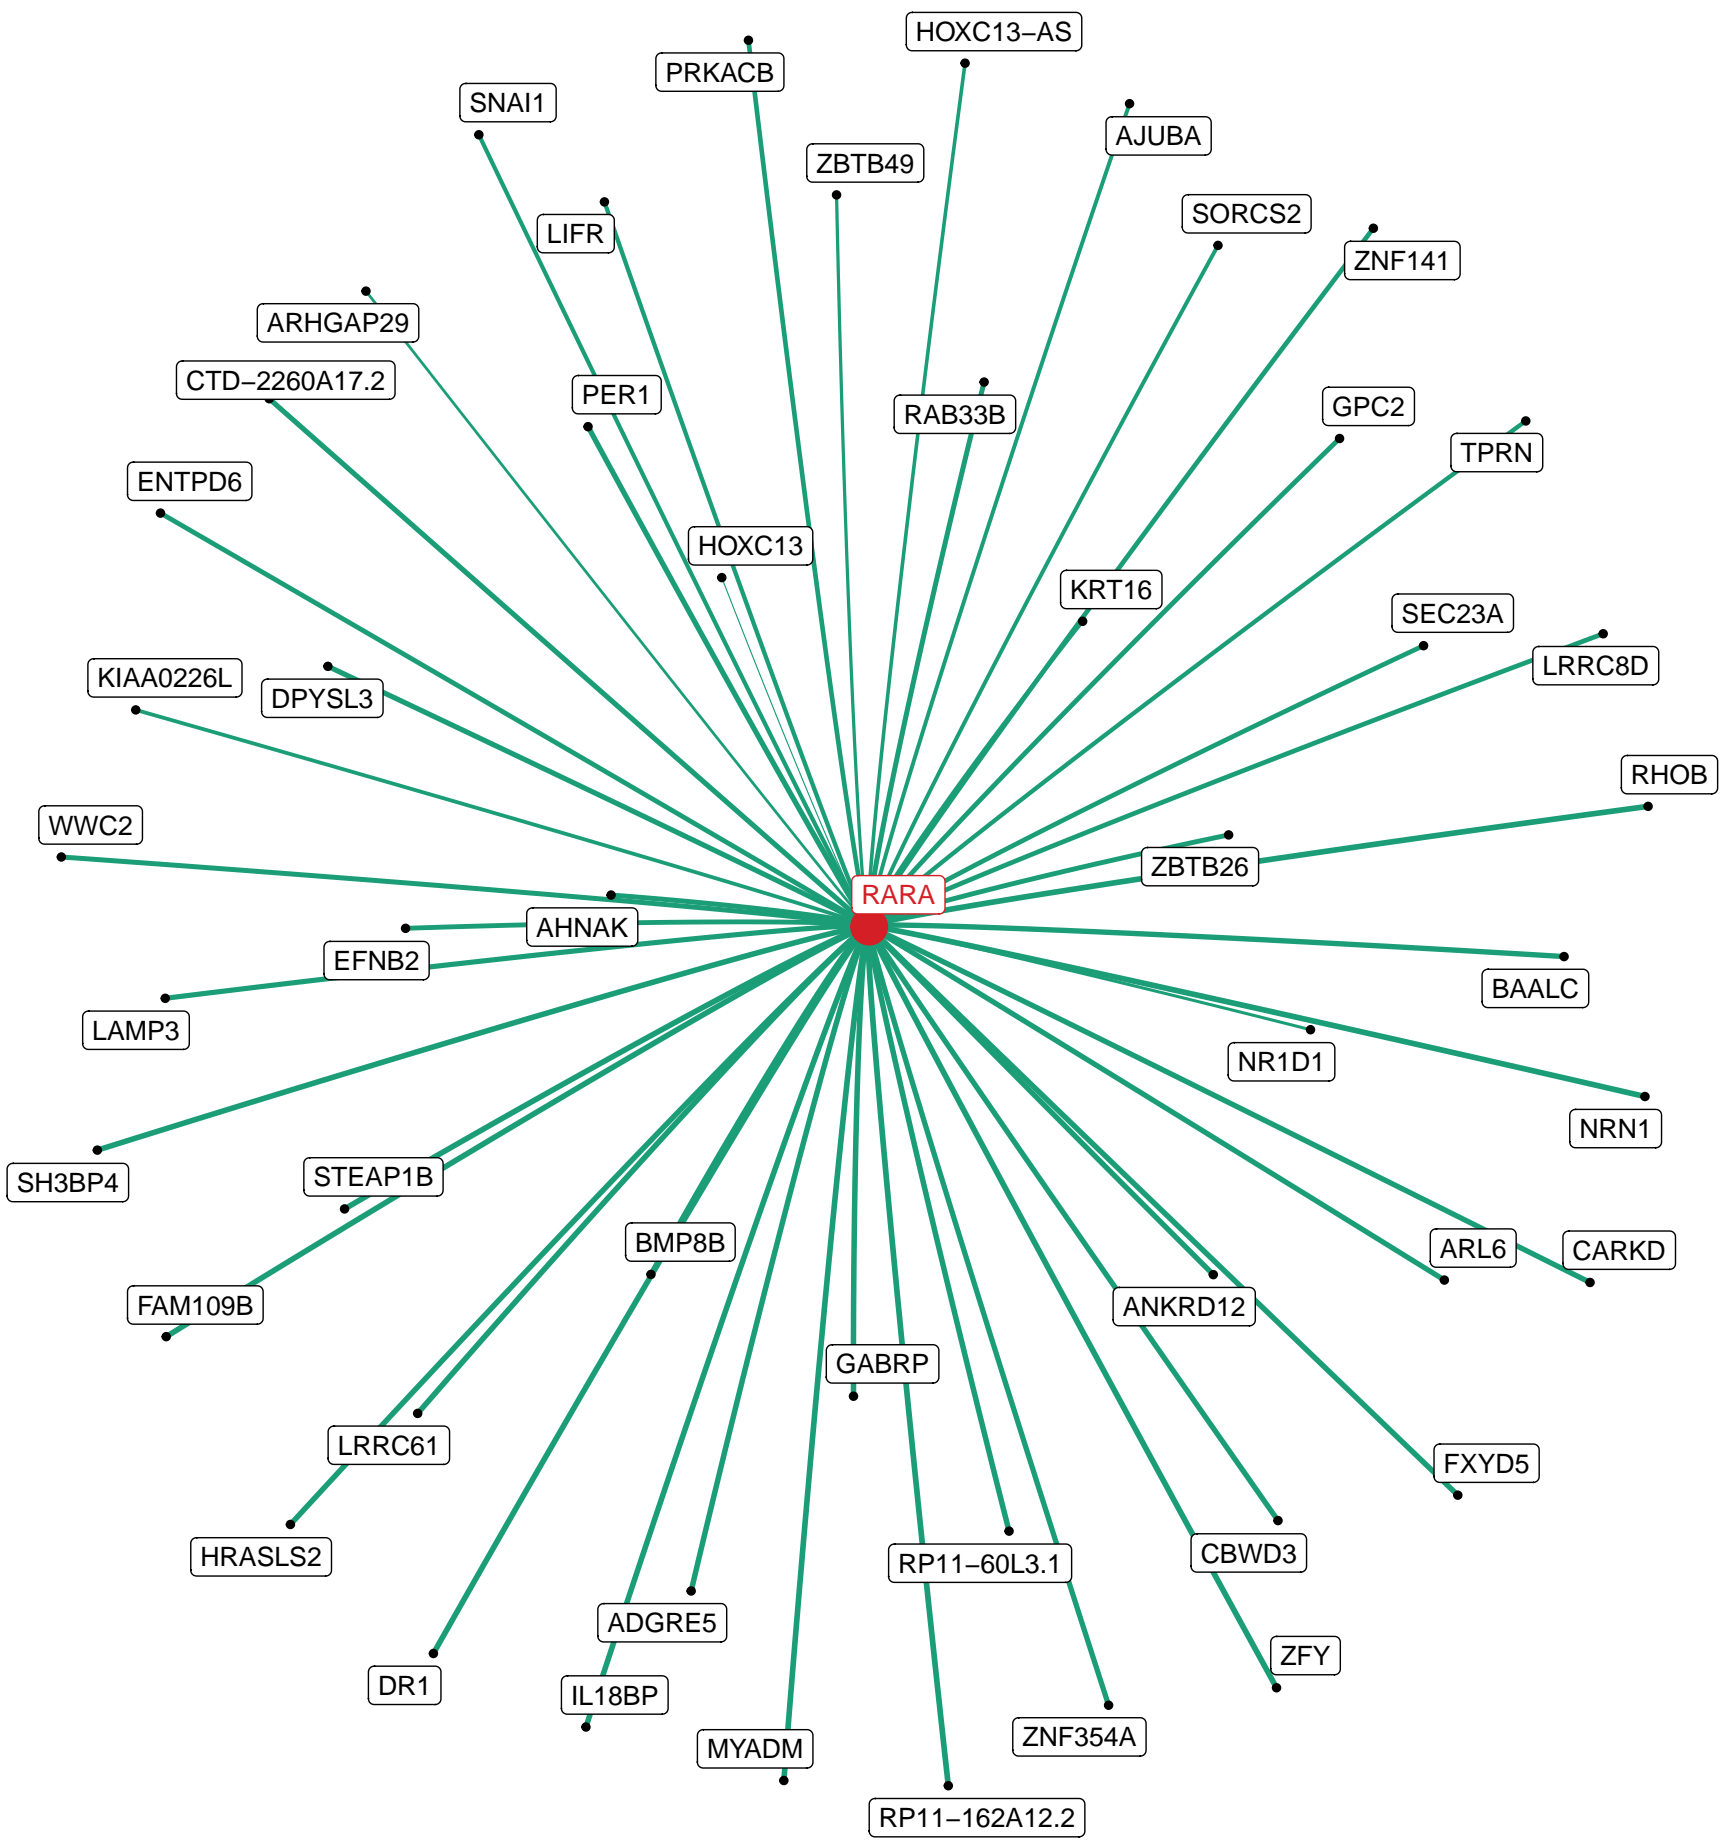 HOXC13−AS
PRKACB
SNAI1
AJUBA
ZBTB49
SORCS2
LIFR
ZNF141
ARHGAP29
CTD−2260A17.2
PER1
GPC2
RAB33B
TPRN
ENTPD6
HOXC13
KRT16
SEC23A
LRRC8D
KIAA0226L
DPYSL3
RHOB
WWC2
ZBTB26
RARA
AHNAK
EFNB2
BAALC
LAMP3
NR1D1
NRN1
STEAP1B
SH3BP4
BMP8B
ARL6
CARKD
FAM109B
ANKRD12
GABRP
LRRC61
FXYD5
HRASLS2
CBWD3
RP11−60L3.1
ADGRE5
ZFY
DR1
IL18BP
ZNF354A
MYADM
RP11−162A12.2